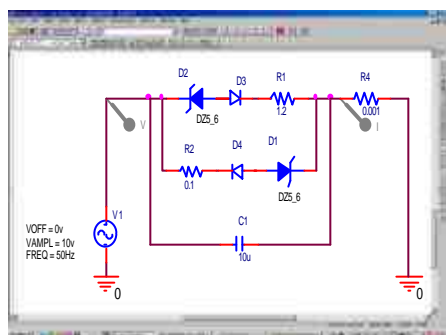 D2
D3
R1
R4
V
DZ5_6
1.2
I
0.001
R2
D4
D1
0.1
DZ5_6
C1
V1
10u
VOFF = 0v
VAMPL = 10v
FREQ = 50Hz
0
0